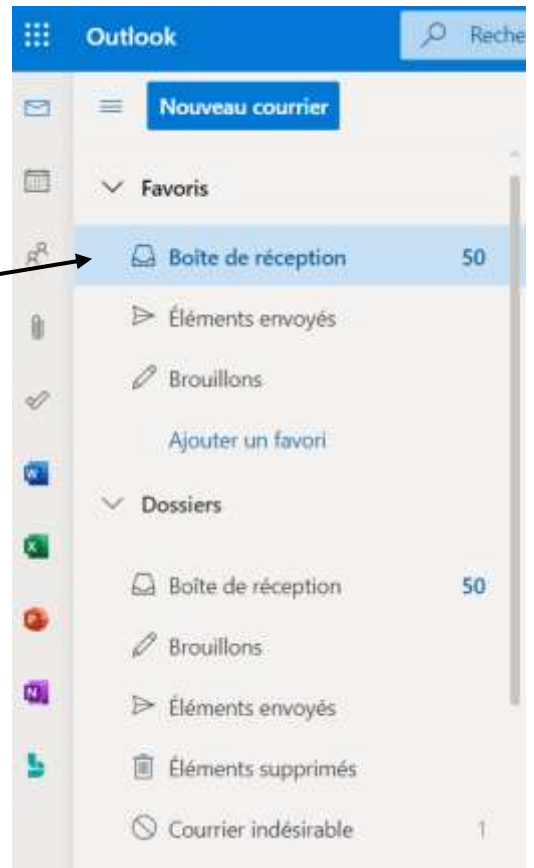 Outlook
Reche
Nouveau courrier
Favoris
Boîte de réception 50
Éléments envoyés
Brouillons
Ajouter un favori
Dossiers
Boîte de réception 50
Brouillons
Éléments envoyés
Éléments supprimés
Courrier indésirable 1